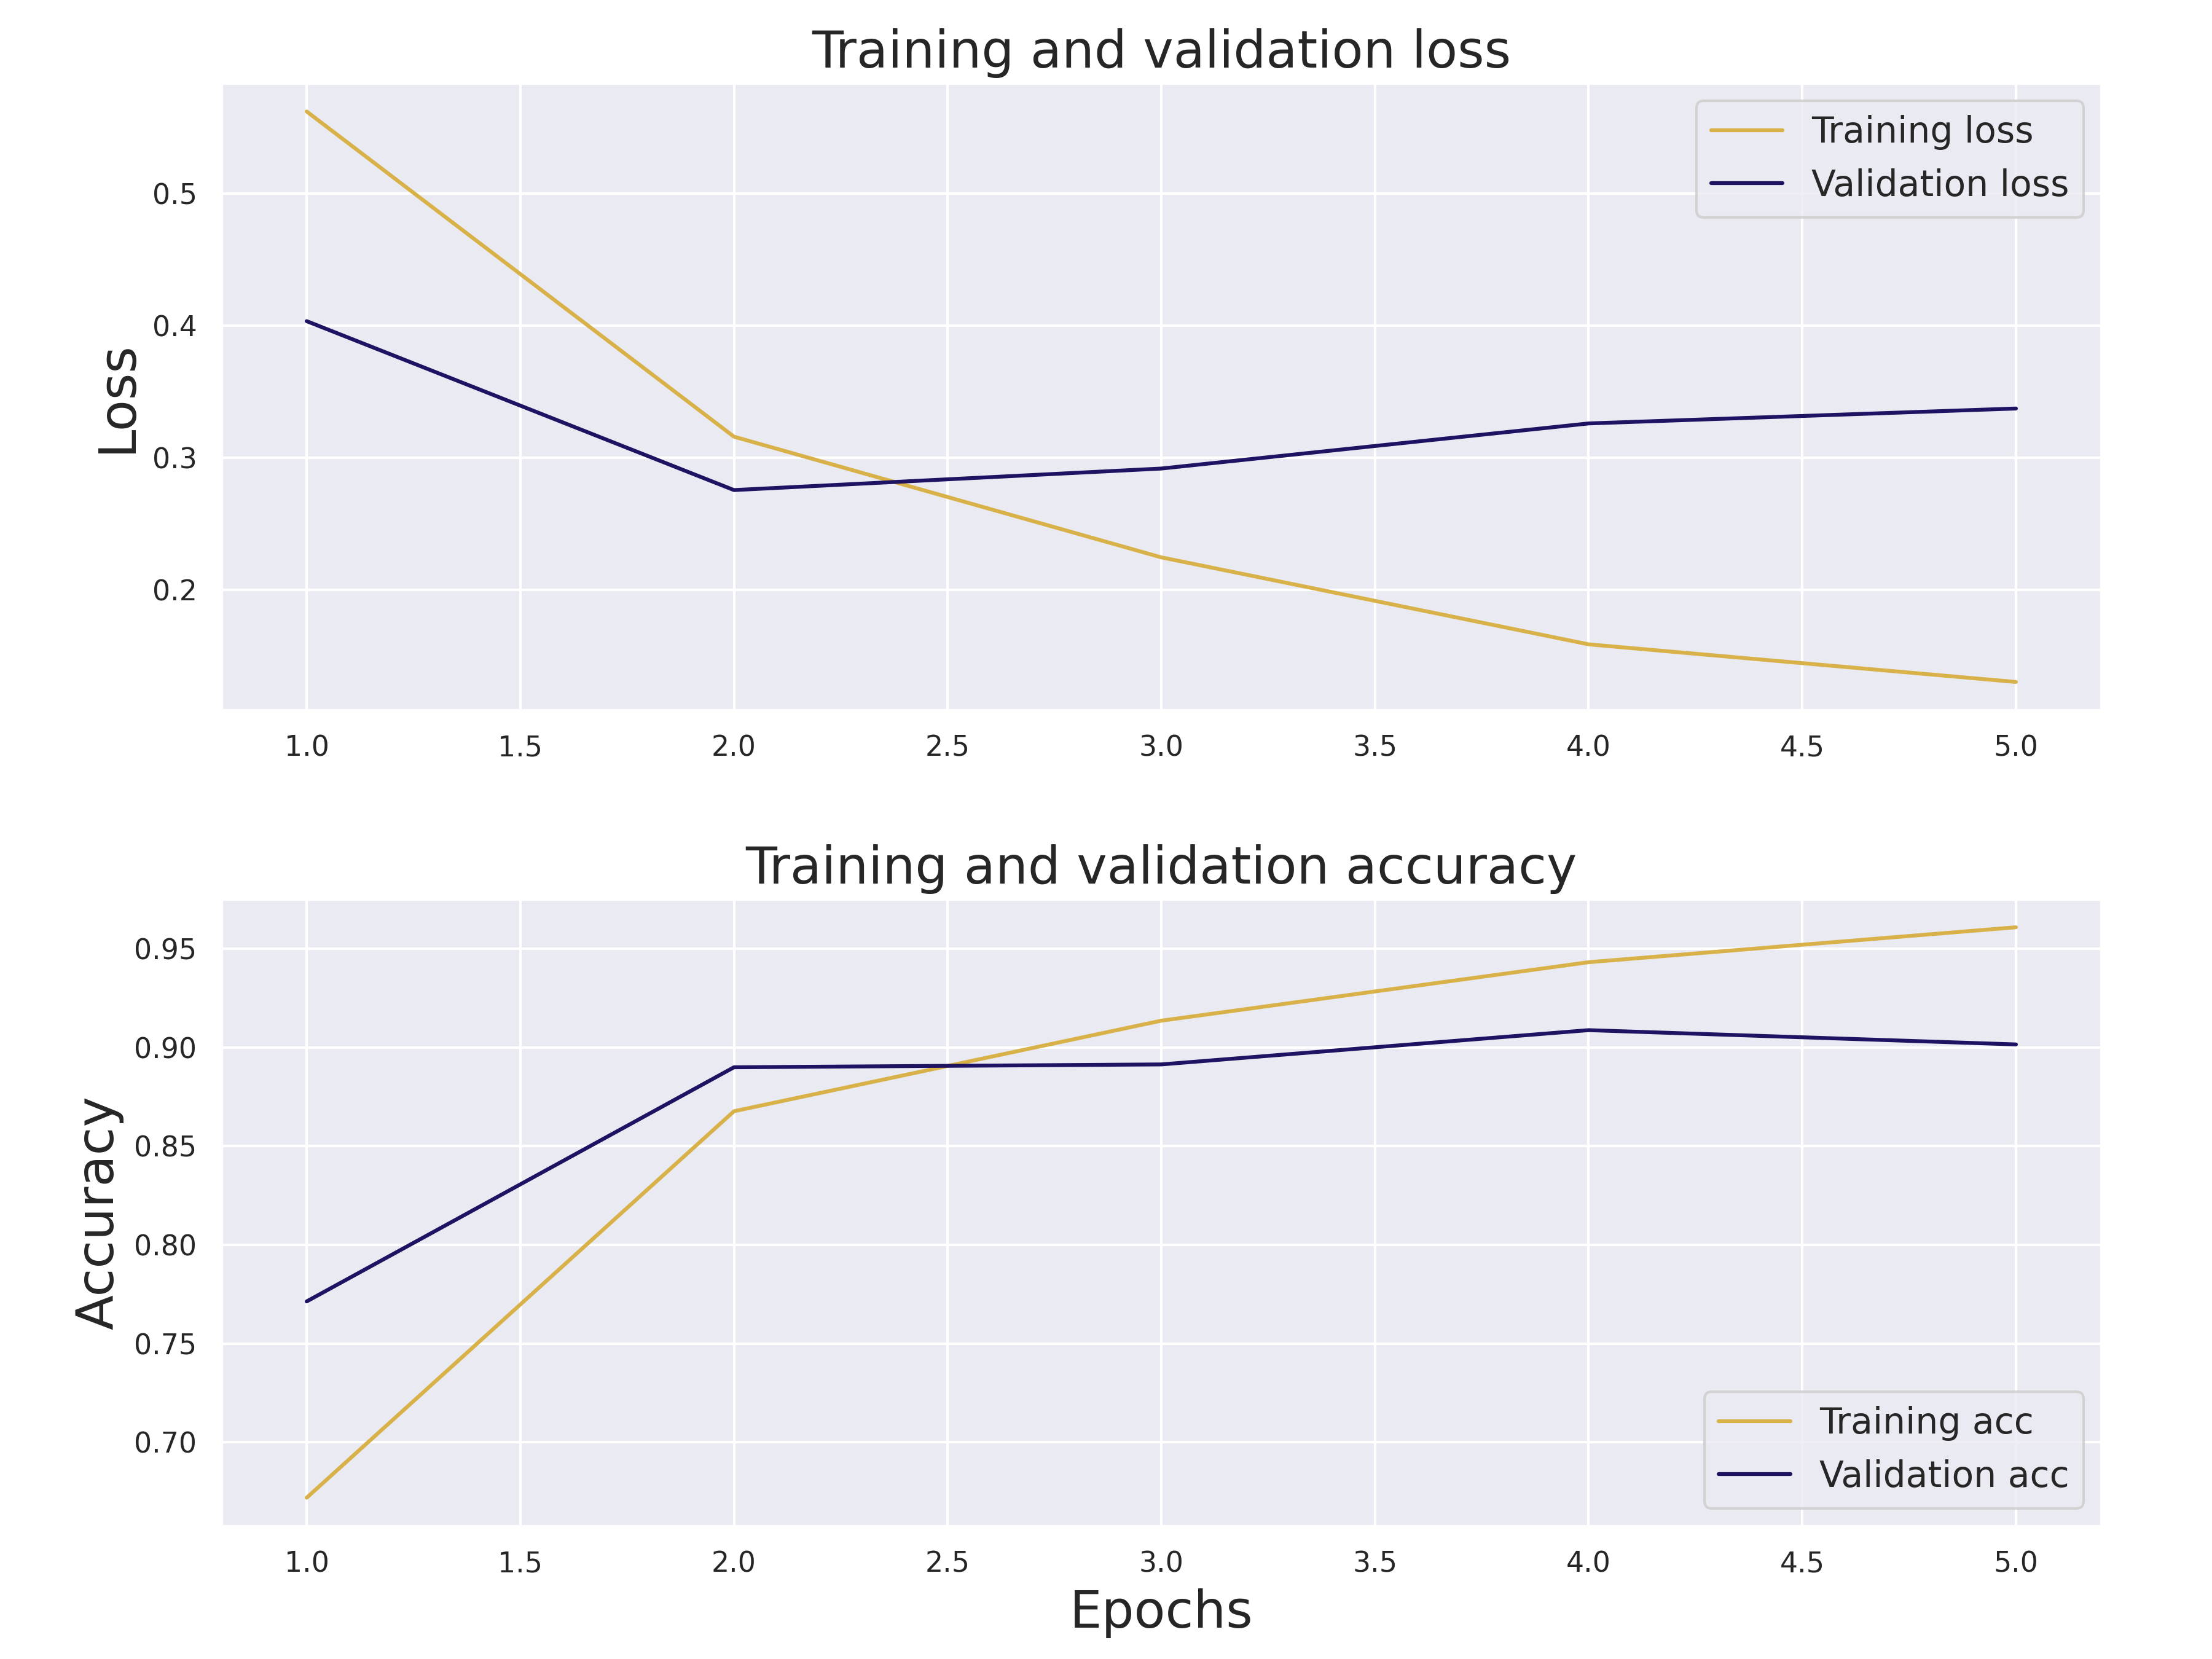 Training and validation loss
Training loss
Validation loss
Loss
0.5
0.4
0.3
0.2
1.0 1.5 2.0 2.5 3.0 3.5 4.0 4.5 5.0
Training and validation accuracy
Accuracy
0.95
0.90
0.85
0.80
0.75
0.70
Training acc
Validation acc
1.0 1.5 2.0 2.5 3.0 3.5 4.0 4.5 5.0
Epochs